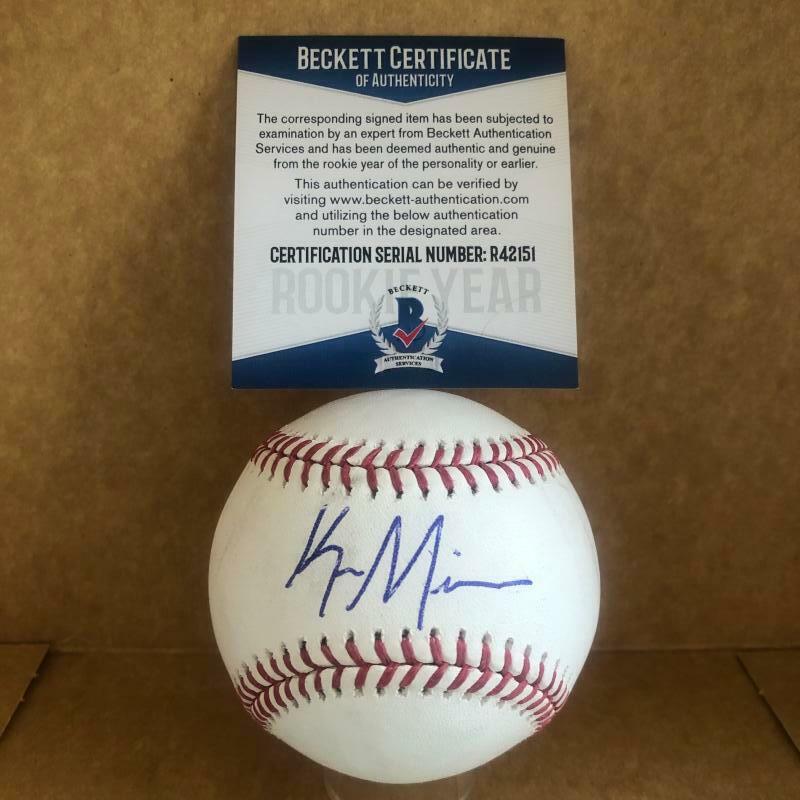 BECKETT CERTIFICATE
OF AUTHENTICITY
The corresponding signed item has been subjected to
examination by an expert from Beckett Authentication
Services and has been deemed authentic and genuine
from the rookie year of the personality or earlier.
This authentication can be verified by
visiting www.beckett-authentication.com
and utilizing the below authentication
number in the designated area.
CERTIFICATION SERIAL NUMBER: R42151
ROOKIE YEAR
BECKETT
B
AUTHENTICATION
SERVICES